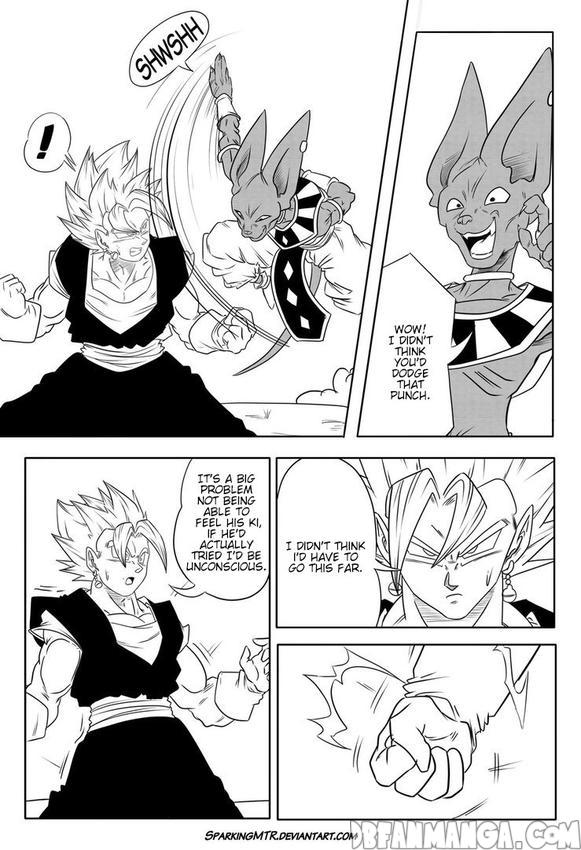 SHWSHH
!
WOW!
I DIDN'T
THINK
YOU'D
DODGE
THAT
PUNCH.
IT'S A BIG
PROBLEM
NOT BEING
ABLE TO
FEEL HIS KI,
IF HE'D
ACTUALLY
TRIED I'D BE
UNCONSCIOUS.
I DIDN'T THINK
I'D HAVE TO
GO THIS FAR.
SPARKINGMTR.DEVIANTART.COM
DBFANMANGA.COM